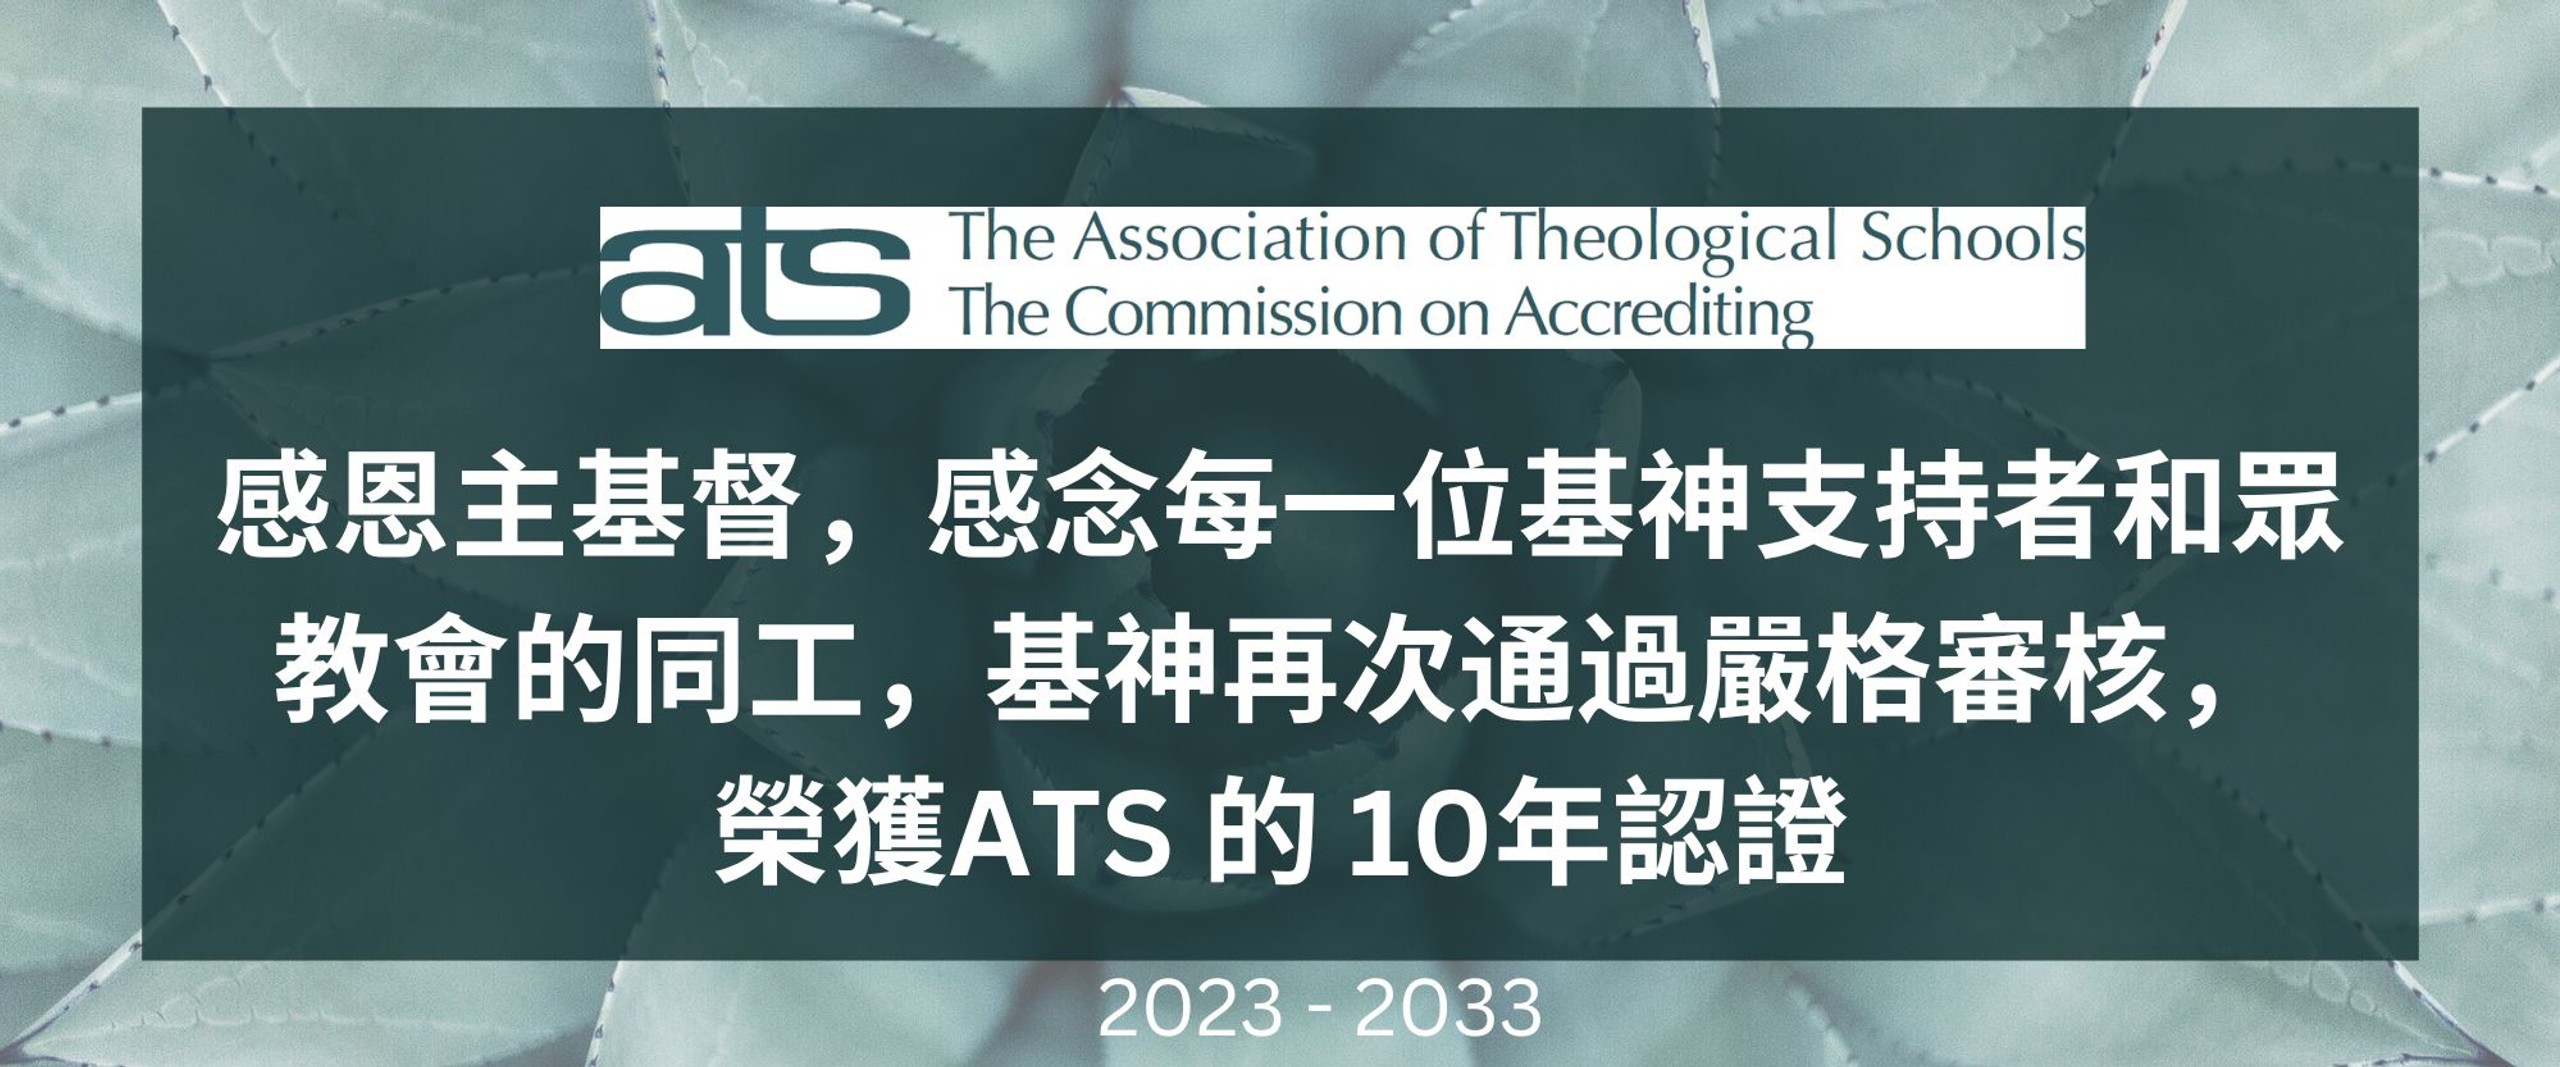 ats The Association of Theological Schools
The Commission on Accrediting
感恩主基督，感念每一位基神支持者和眾
教會的同工，基神再次通過嚴格審核，
榮獲ATS 的 10年認證
2023 - 2033